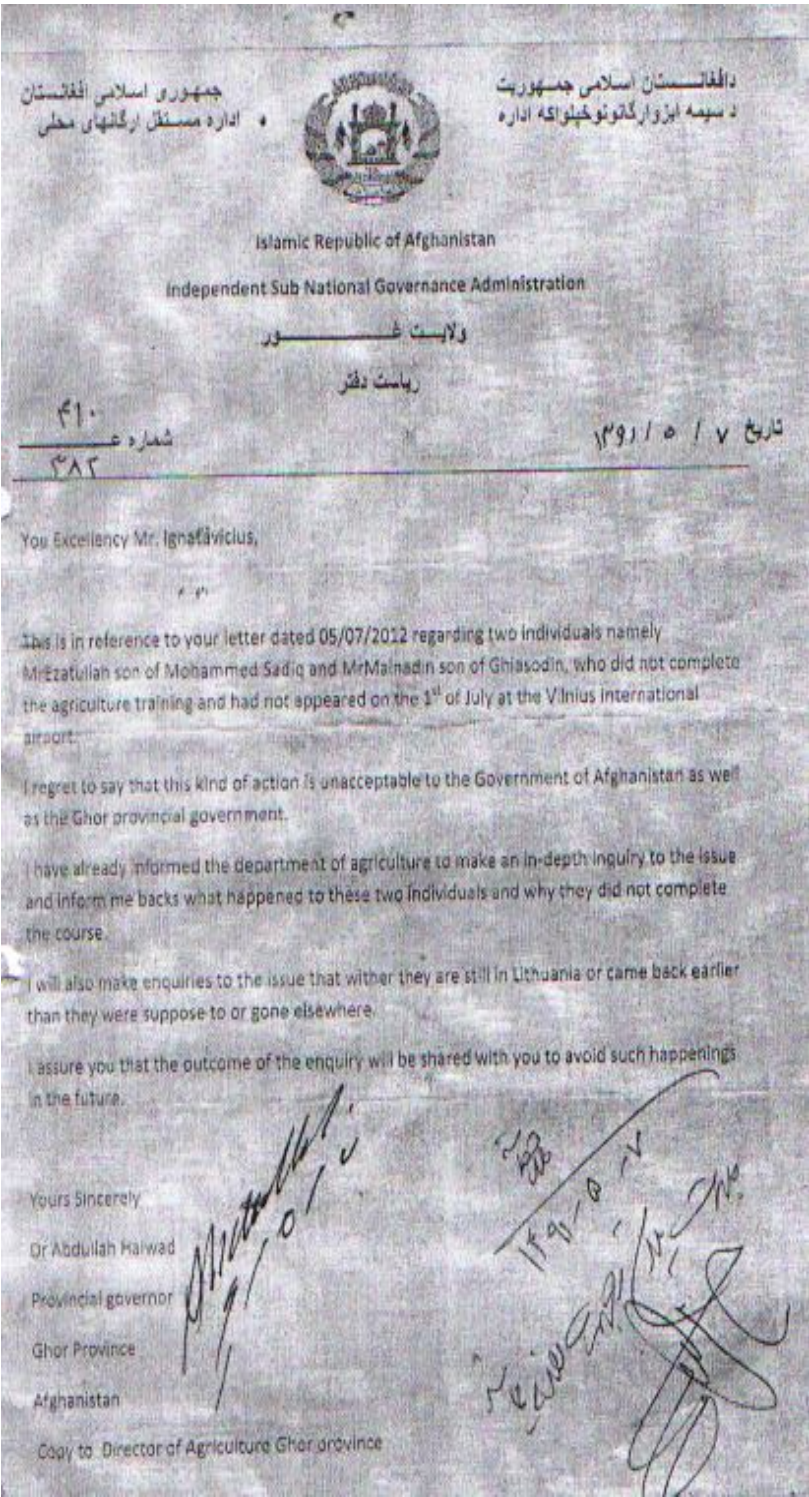 دافغانستان اسلامی جمهوریت
د سیمه ایزوارگانونوخپلواکه اداره
جمهوری اسلامی افغانستان
اداره مستقل ارگانهای محلی
Islamic Republic of Afghanistan
Independent Sub National Governance Administration
ولایت غور
ریاست دفتر
تاریخ ۷ / ۵ / ۱۳۹۱
۴۱۰
شماره
۳۸۲
You Excellency Mr. Ignatavicius,
This is in reference to your letter dated 05/07/2012 regarding two individuals namely
MrEzatullah son of Mohammed Sadiq and MrMainadin son of Ghiasodin, who did not complete
the agriculture training and had not appeared on the 1st of July at the Vilnius international
airport.
I regret to say that this kind of action is unacceptable to the Government of Afghanistan as well
as the Ghor provincial government.
I have already informed the department of agriculture to make an in-depth inquiry to the issue
and inform me backs what happened to these two individuals and why they did not complete
the course.
I will also make enquiries to the issue that wither they are still in Lithuania or came back earlier
than they were suppose to or gone elsewhere.
I assure you that the outcome of the enquiry will be shared with you to avoid such happenings
in the future.
Yours Sincerely
Dr Abdullah Haiwad
Provincial governor
Ghor Province
Afghanistan
Copy to Director of Agriculture Ghor province